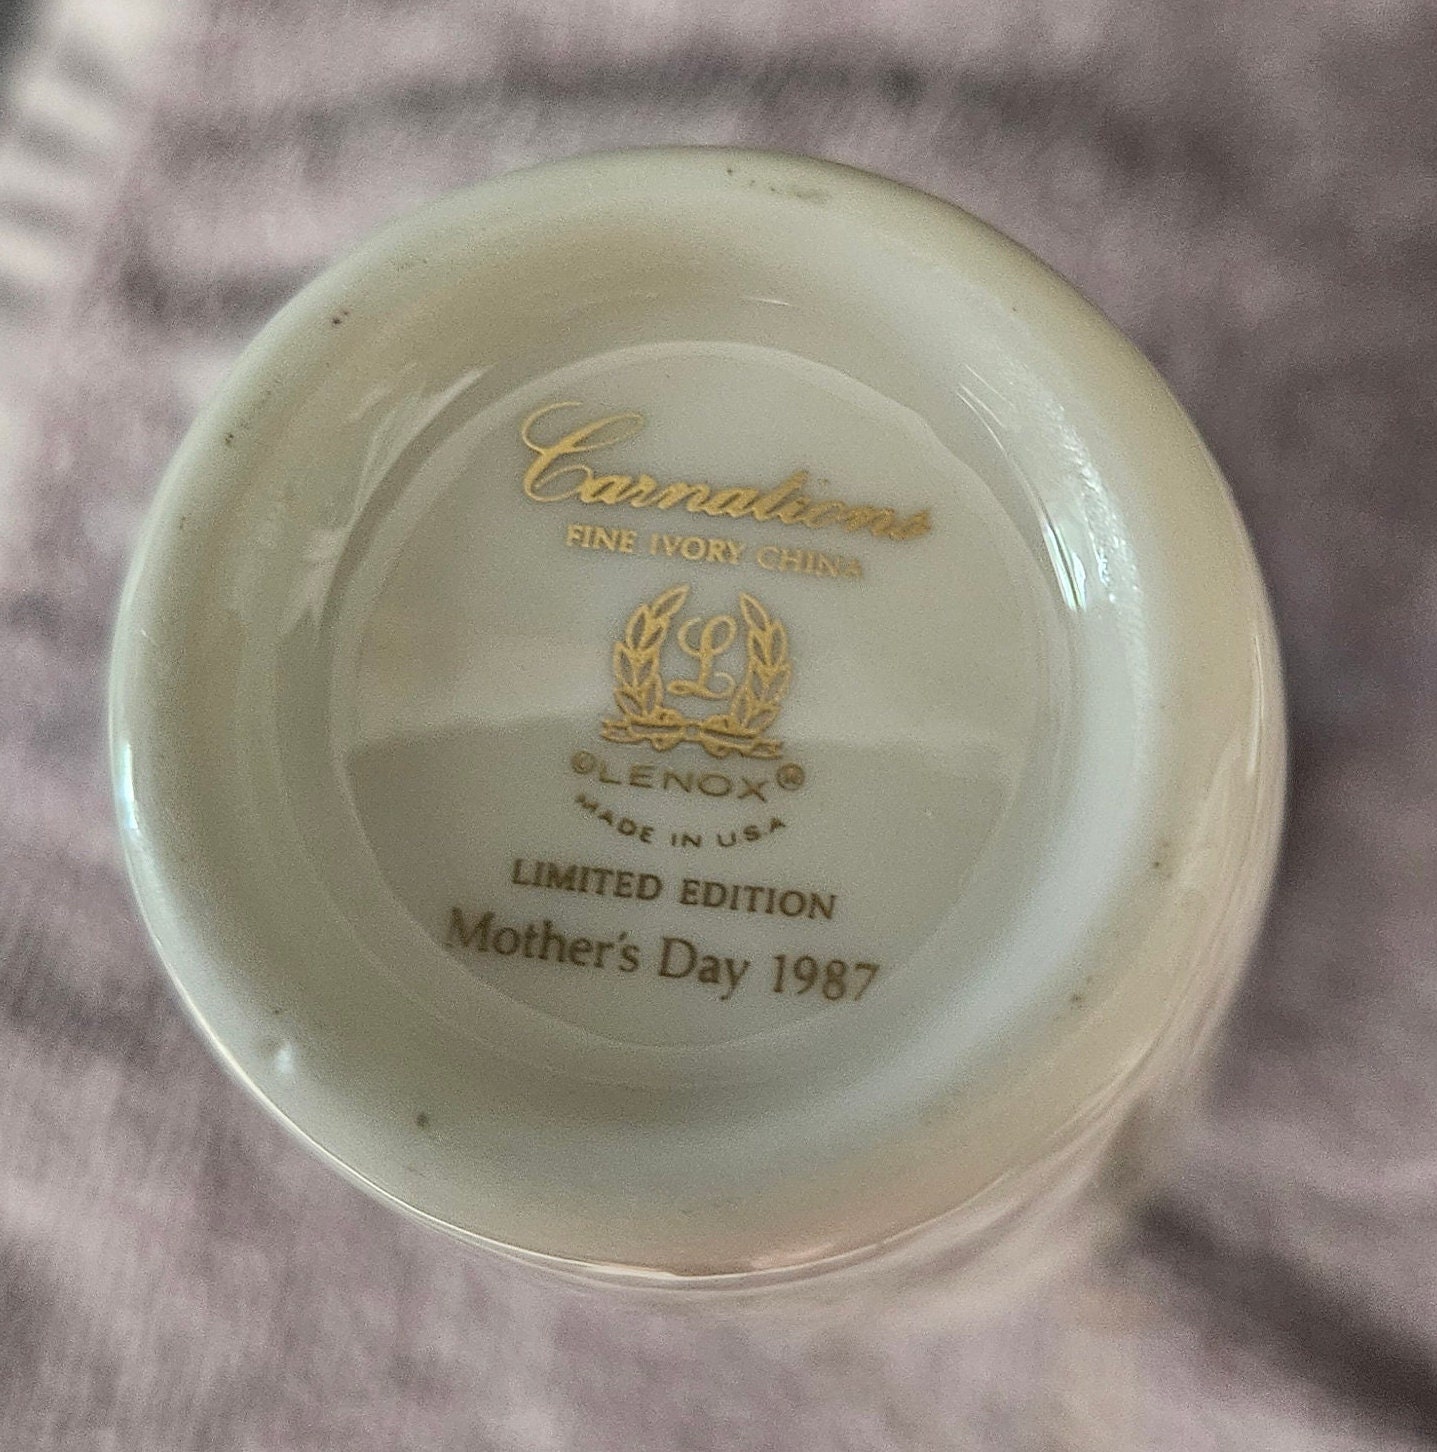 Carnations
FINE IVORY CHINA
L
©LENOX®
MADE IN U.S.A
LIMITED EDITION
Mother's Day 1987